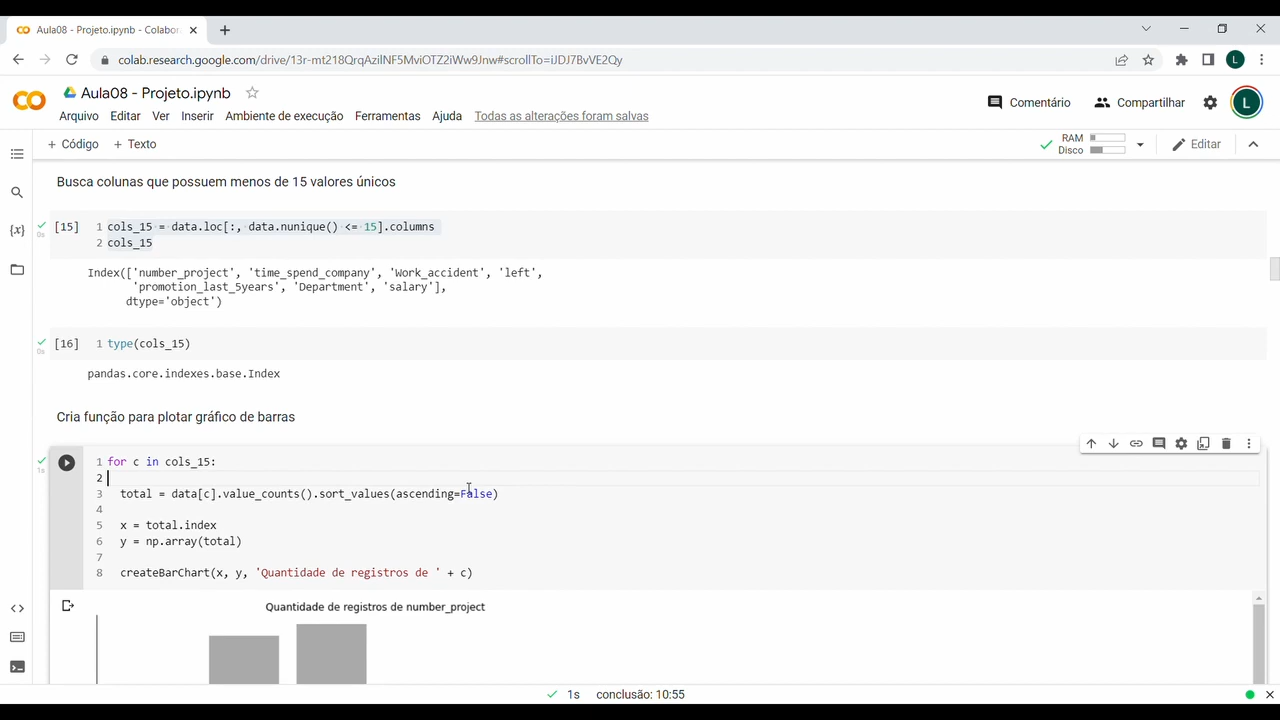 Aula08 - Projeto.ipynb - Colabor
colab.research.google.com/drive/13r-mt218QrqAzilNF5MviOTZ2iWw9Jnw#scrollTo=iJDJ7BvVE2Qy
L
Aula08 - Projeto.ipynb
Comentário
Compartilhar
L
Arquivo Editar Ver Inserir Ambiente de execução Ferramentas Ajuda Todas as alterações foram salvas
+ Código + Texto
RAM
Disco
Editar
Busca colunas que possuem menos de 15 valores únicos
{x}
[15] 1 cols_15 = data.loc[:, data.nunique() <= 15].columns
0s 2 cols_15
Index(['number_project', 'time_spend_company', 'Work_accident', 'left',
'promotion_last_5years', 'Department', 'salary'],
dtype='object')
[16] 1 type(cols_15)
0s
pandas.core.indexes.base.Index
Cria função para plotar gráfico de barras
1 for c in cols_15:
1s
2
3 total = data[c].value_counts().sort_values(ascending=False)
4
5 x = total.index
6 y = np.array(total)
7
8 createBarChart(x, y, 'Quantidade de registros de ' + c)
Quantidade de registros de number_project
1s conclusão: 10:55